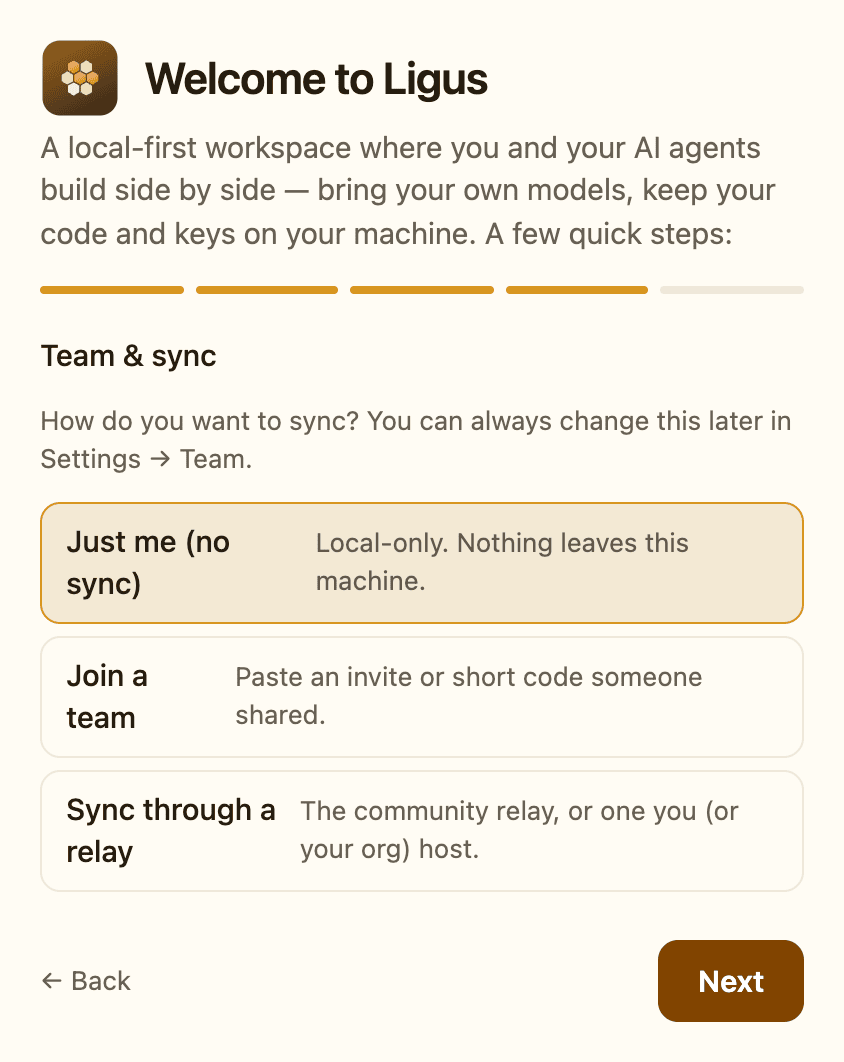 Welcome to Ligus
A local-first workspace where you and your AI agents
build side by side — bring your own models, keep your
code and keys on your machine. A few quick steps:
Team & sync
How do you want to sync? You can always change this later in
Settings → Team.
Just me (no
sync)
Local-only. Nothing leaves this
machine.
Join a
team
Paste an invite or short code someone
shared.
Sync through a
relay
The community relay, or one you (or
your org) host.
← Back
Next